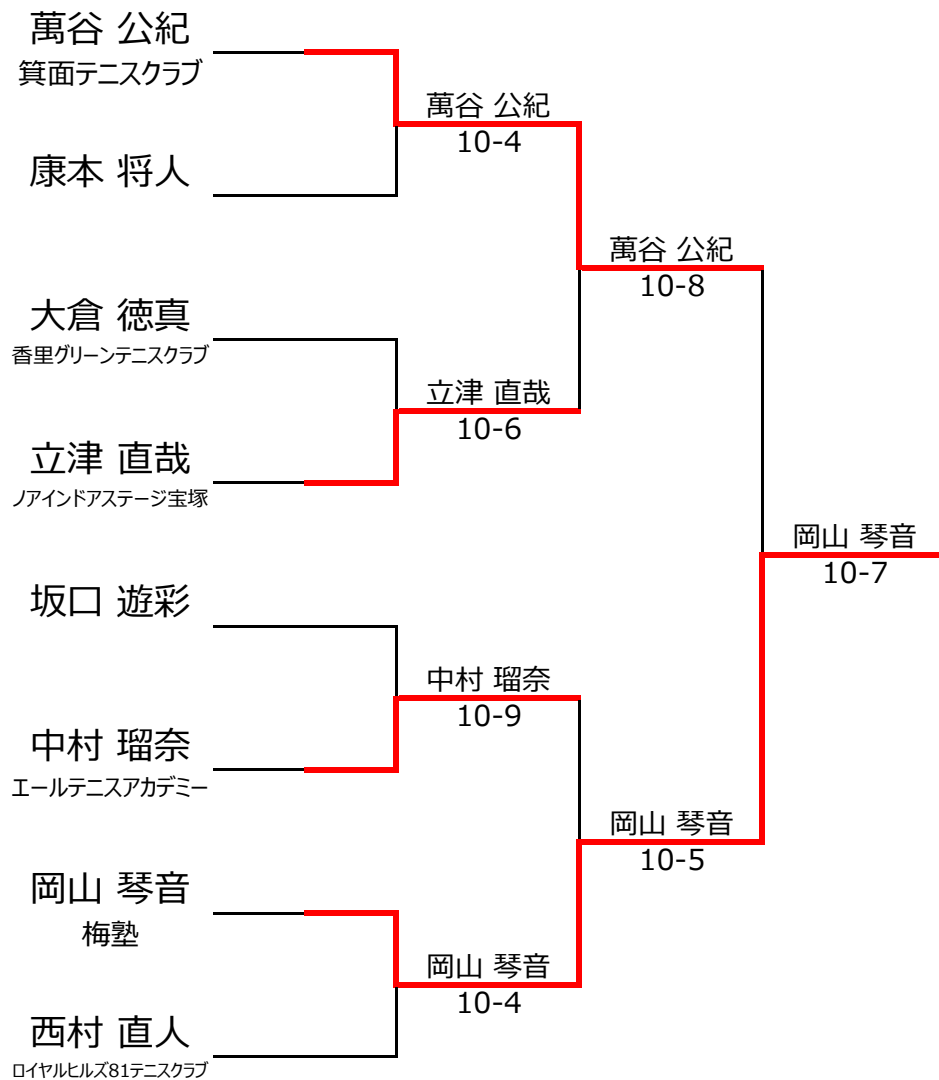 萬谷 公紀
箕面テニスクラブ
萬谷 公紀
10-4
康本 将人
萬谷 公紀
10-8
大倉 徳真
香里グリーンテニスクラブ
立津 直哉
10-6
立津 直哉
ノアインドアステージ宝塚
岡山 琴音
10-7
坂口 遊彩
中村 瑠奈
10-9
中村 瑠奈
エールテニスアカデミー
岡山 琴音
10-5
岡山 琴音
梅塾
岡山 琴音
10-4
西村 直人
ロイヤルヒルズ81テニスクラブ